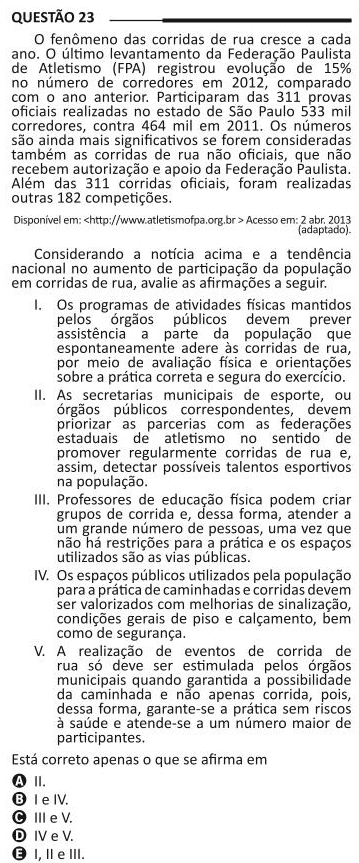 QUESTÃO 23
O fenômeno das corridas de rua cresce a cada
ano. O último levantamento da Federação Paulista
de Atletismo (FPA) registrou evolução de 15%
no número de corredores em 2012, comparado
com o ano anterior. Participaram das 311 provas
oficiais realizadas no estado de São Paulo 533 mil
corredores, contra 464 mil em 2011. Os números
são ainda mais significativos se forem consideradas
também as corridas de rua não oficiais, que não
recebem autorização e apoio da Federação Paulista.
Além das 311 corridas oficiais, foram realizadas
outras 182 competições.
Disponível em: <http://www.atletismofpa.org.br > Acesso em: 2 abr. 2013
(adaptado).
Considerando a notícia acima e a tendência
nacional no aumento de participação da população
em corridas de rua, avalie as afirmações a seguir.
I. Os programas de atividades físicas mantidos
pelos órgãos públicos devem prever
assistência a parte da população que
espontaneamente adere às corridas de rua,
por meio de avaliação física e orientações
sobre a prática correta e segura do exercício.
II. As secretarias municipais de esporte, ou
órgãos públicos correspondentes, devem
priorizar as parcerias com as federações
estaduais de atletismo no sentido de
promover regularmente corridas de rua e,
assim, detectar possíveis talentos esportivos
na população.
III. Professores de educação física podem criar
grupos de corrida e, dessa forma, atender a
um grande número de pessoas, uma vez que
não há restrições para a prática e os espaços
utilizados são as vias públicas.
IV. Os espaços públicos utilizados pela população
para a prática de caminhadas e corridas devem
ser valorizados com melhorias de sinalização,
condições gerais de piso e calçamento, bem
como de segurança.
V. A realização de eventos de corrida de
rua só deve ser estimulada pelos órgãos
municipais quando garantida a possibilidade
da caminhada e não apenas corrida, pois,
dessa forma, garante-se a prática sem riscos
à saúde e atende-se a um número maior de
participantes.
Está correto apenas o que se afirma em
A II.
B I e IV.
C III e V.
D IV e V.
E I, II e III.